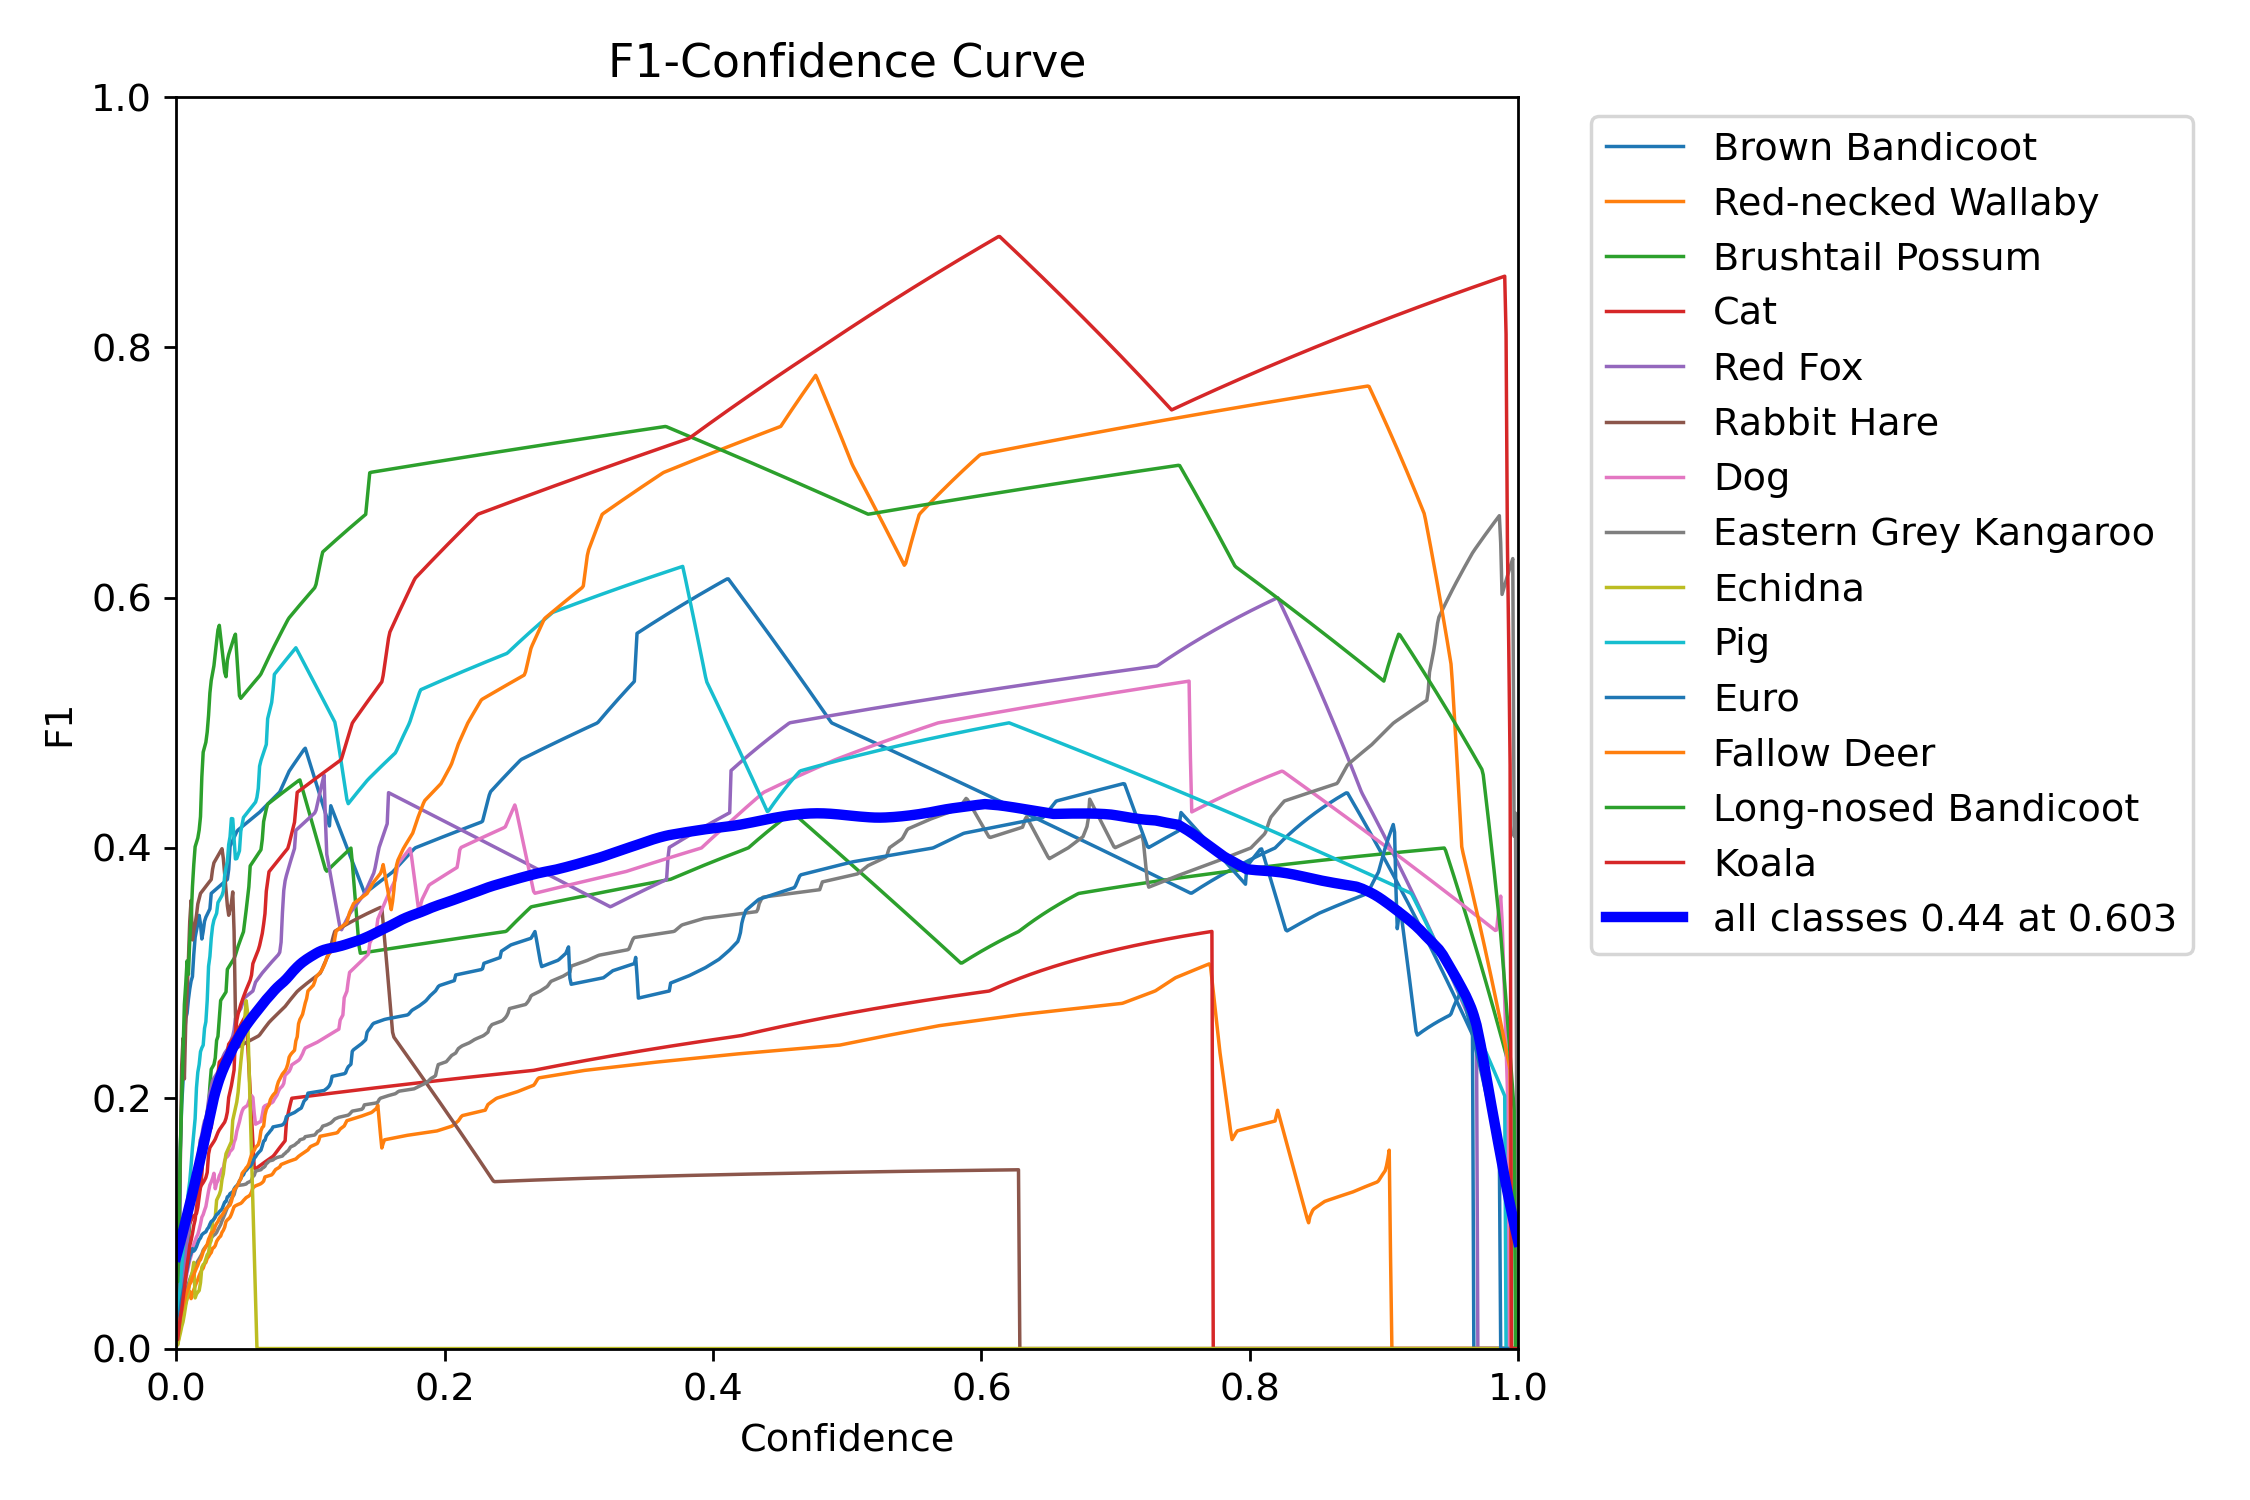 F1-Confidence Curve
1.0
0.8
0.6
0.4
0.2
0.0
F1
0.0 0.2 0.4 0.6 0.8 1.0
Confidence
Brown Bandicoot
Red-necked Wallaby
Brushtail Possum
Cat
Red Fox
Rabbit Hare
Dog
Eastern Grey Kangaroo
Echidna
Pig
Euro
Fallow Deer
Long-nosed Bandicoot
Koala
all classes 0.44 at 0.603